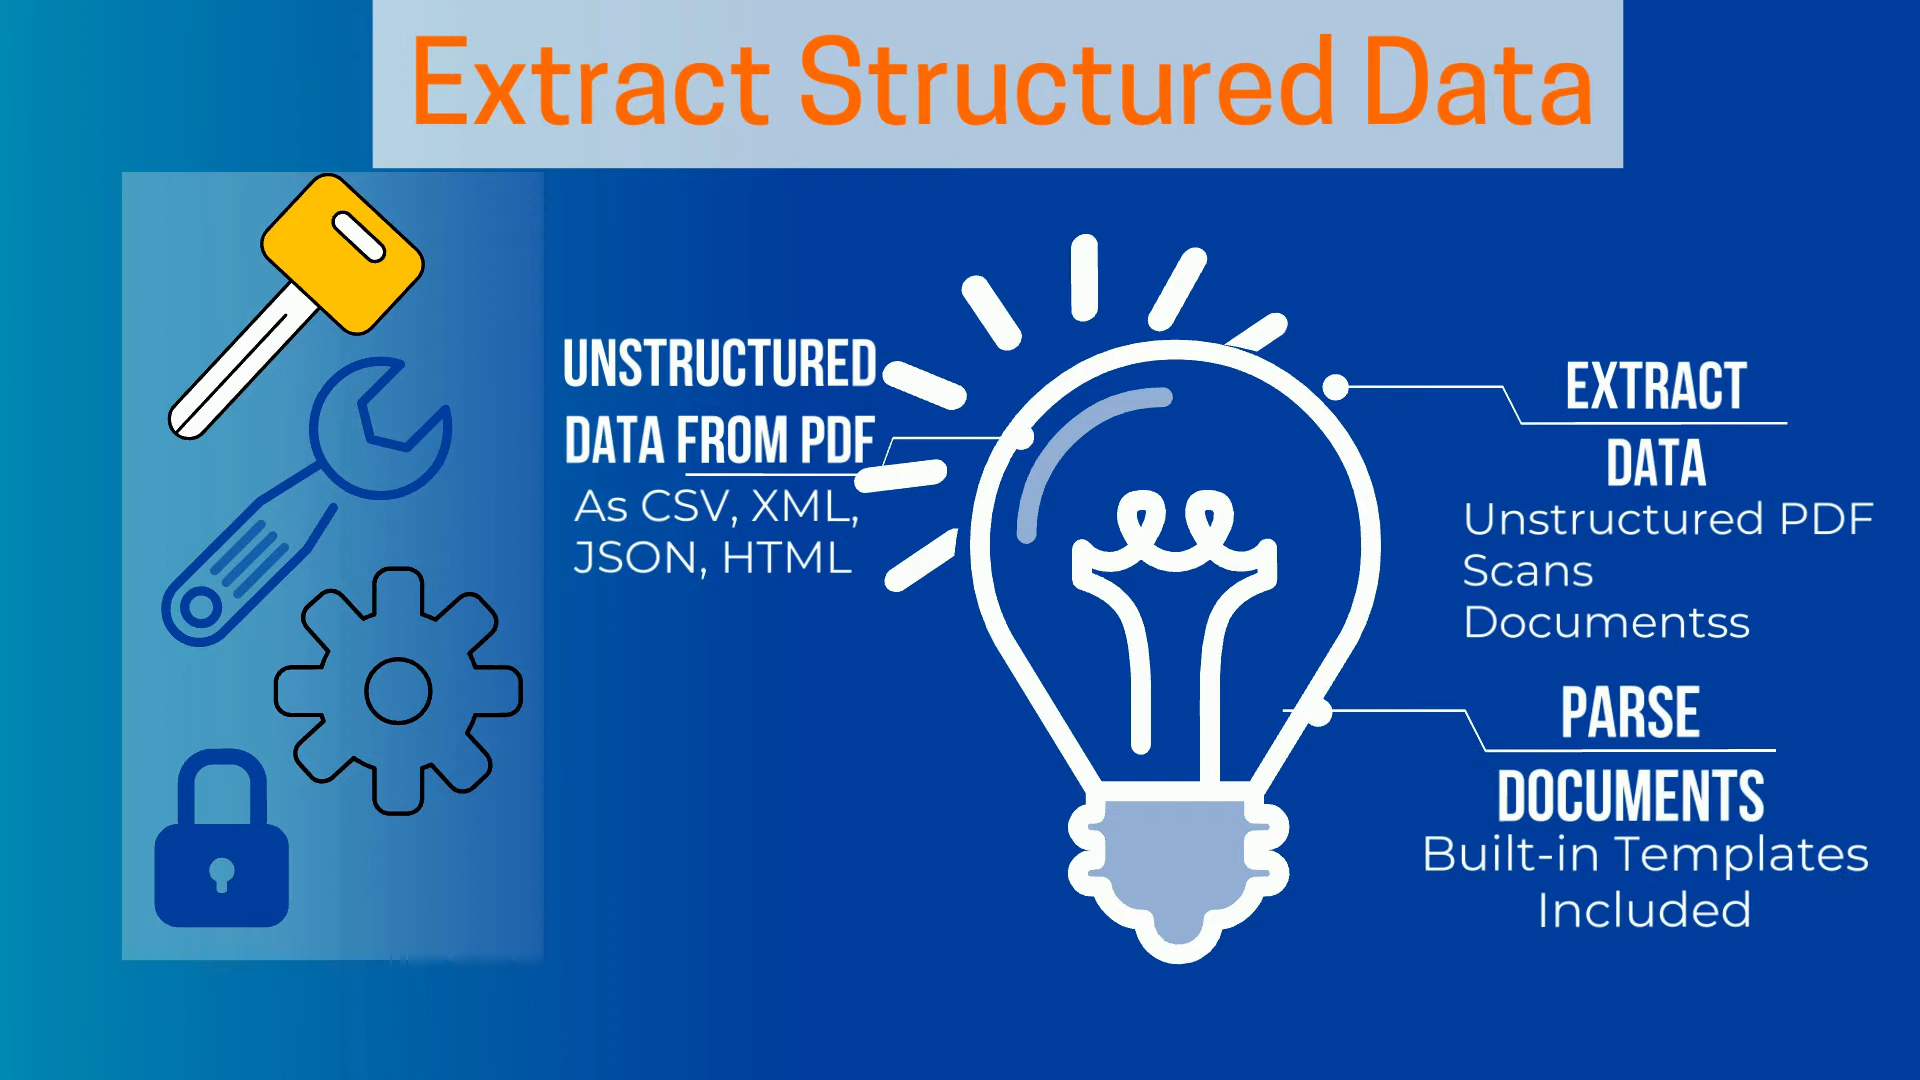 Extract Structured Data
UNSTRUCTURED
DATA FROM PDF
As CSV, XML,
JSON, HTML
EXTRACT
DATA
Unstructured PDF
Scans
Documentss
PARSE
DOCUMENTS
Built-in Templates
Included